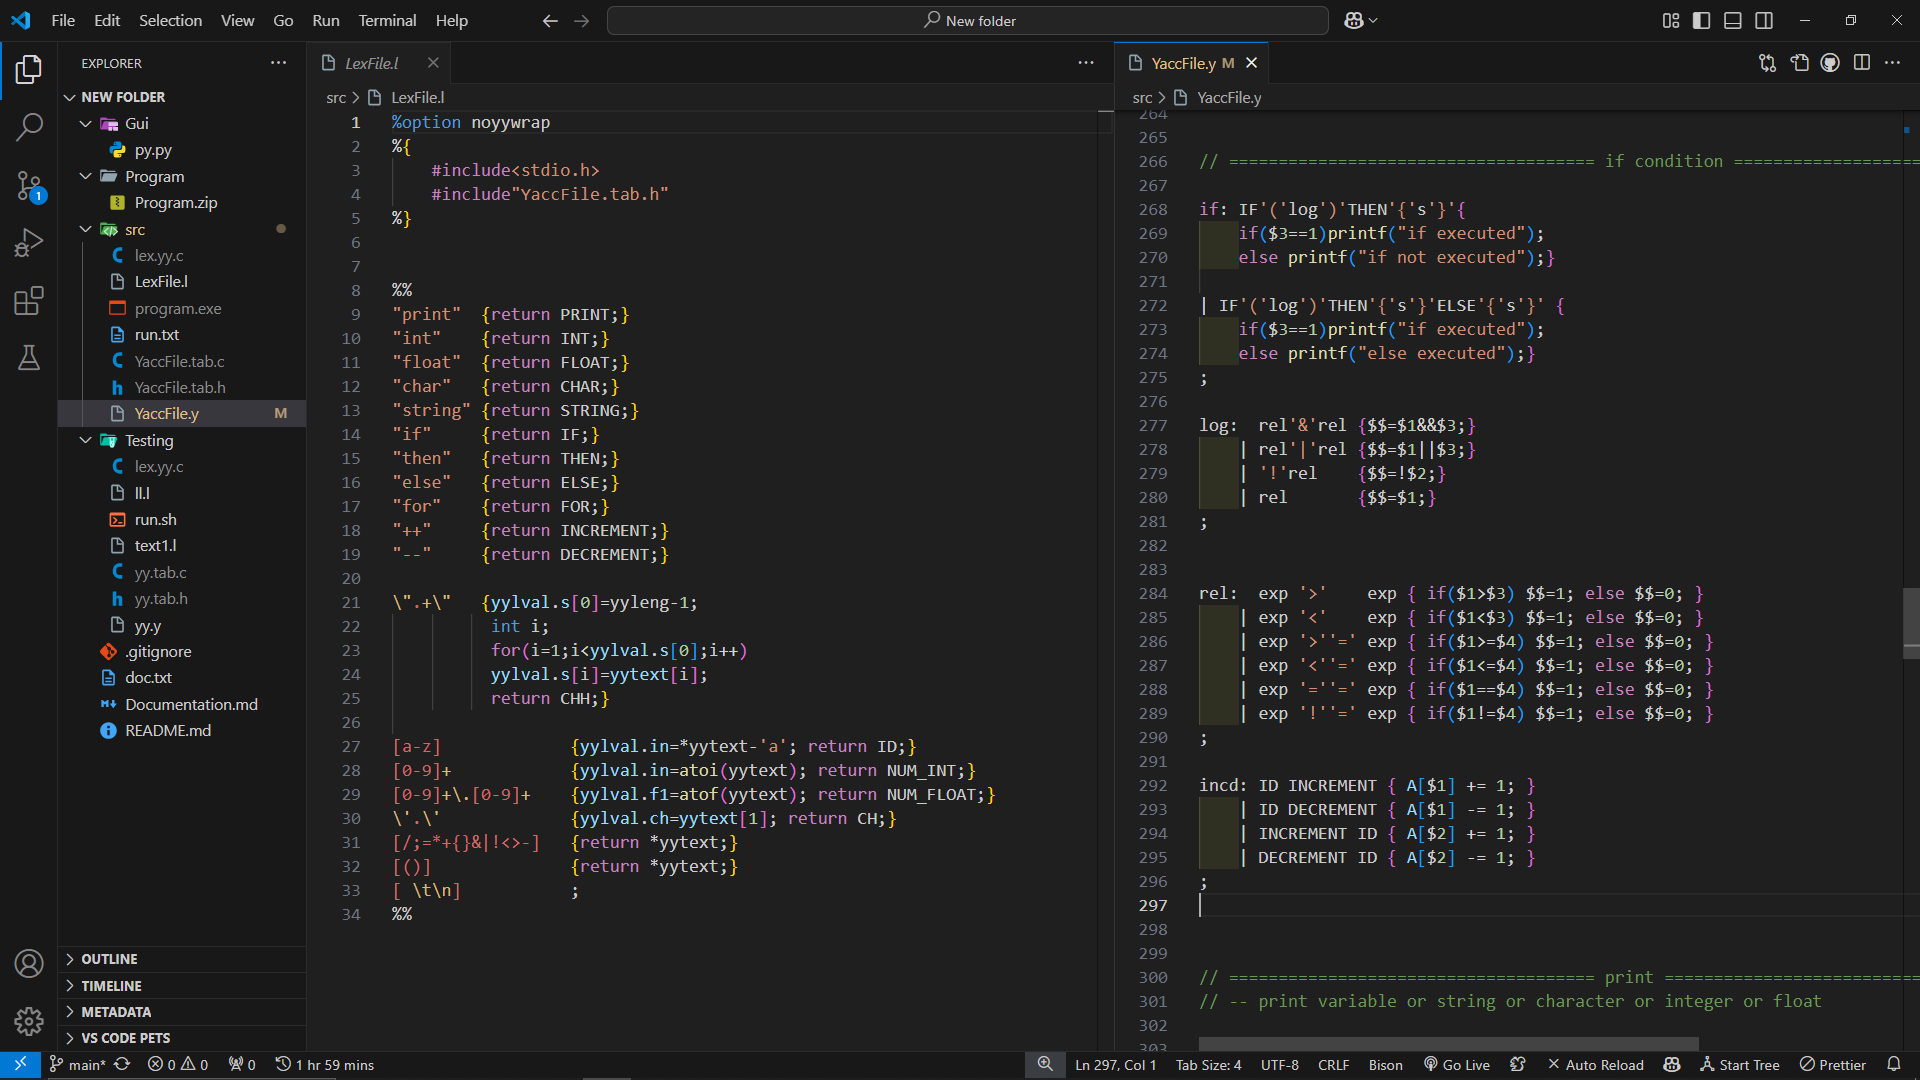 File Edit Selection View Go Run Terminal Help
New folder
EXPLORER
NEW FOLDER
Gui
py.py
Program
Program.zip
src
lex.yy.c
LexFile.l
program.exe
run.txt
YaccFile.tab.c
YaccFile.tab.h
YaccFile.y M
Testing
lex.yy.c
ll.l
run.sh
text1.l
yy.tab.c
yy.tab.h
yy.y
.gitignore
doc.txt
Documentation.md
README.md
OUTLINE
TIMELINE
METADATA
VS CODE PETS
1
LexFile.l
src > LexFile.l
1 %option noyywrap
2 %{
3     #include<stdio.h>
4     #include"YaccFile.tab.h"
5 %}
6
7
8 %%
9 "print"  {return PRINT;}
10 "int"    {return INT;}
11 "float"  {return FLOAT;}
12 "char"   {return CHAR;}
13 "string" {return STRING;}
14 "if"     {return IF;}
15 "then"   {return THEN;}
16 "else"   {return ELSE;}
17 "for"    {return FOR;}
18 "++"     {return INCREMENT;}
19 "--"     {return DECREMENT;}
20
21 \".+\"   {yylval.s[0]=yyleng-1;
22           int i;
23           for(i=1;i<yylval.s[0];i++)
24           yylval.s[i]=yytext[i];
25           return CHH;}
26
27 [a-z]             {yylval.in=*yytext-'a'; return ID;}
28 [0-9]+            {yylval.in=atoi(yytext); return NUM_INT;}
29 [0-9]+\.[0-9]+    {yylval.f1=atof(yytext); return NUM_FLOAT;}
30 \'.\'             {yylval.ch=yytext[1]; return CH;}
31 [/;=*+{}&|!<>-]   {return *yytext;}
32 [()]              {return *yytext;}
33 [ \t\n]           ;
34 %%
YaccFile.y M
src > YaccFile.y
264
265
266 // ===================================== if condition ===================
267
268 if: IF'('log')'THEN'{'s'}'{
269     if($3==1)printf("if executed");
270     else printf("if not executed");}
271
272 | IF'('log')'THEN'{'s'}'ELSE'{'s'}' {
273     if($3==1)printf("if executed");
274     else printf("else executed");}
275 ;
276
277 log:  rel'&'rel {$$=$1&&$3;}
278     | rel'|'rel {$$=$1||$3;}
279     | '!'rel    {$$=!$2;}
280     | rel       {$$=$1;}
281 ;
282
283
284 rel:  exp '>'    exp { if($1>$3) $$=1; else $$=0; }
285     | exp '<'    exp { if($1<$3) $$=1; else $$=0; }
286     | exp '>''=' exp { if($1>=$4) $$=1; else $$=0; }
287     | exp '<''=' exp { if($1<=$4) $$=1; else $$=0; }
288     | exp '=''=' exp { if($1==$4) $$=1; else $$=0; }
289     | exp '!''=' exp { if($1!=$4) $$=1; else $$=0; }
290 ;
291
292 incd: ID INCREMENT { A[$1] += 1; }
293     | ID DECREMENT { A[$1] -= 1; }
294     | INCREMENT ID { A[$2] += 1; }
295     | DECREMENT ID { A[$2] -= 1; }
296 ;
297
298
299
300 // ===================================== print ==========================
301 // -- print variable or string or character or integer or float
302
303
main* 0 0 0 1 hr 59 mins
Ln 297, Col 1 Tab Size: 4 UTF-8 CRLF Bison Go Live Auto Reload Start Tree Prettier